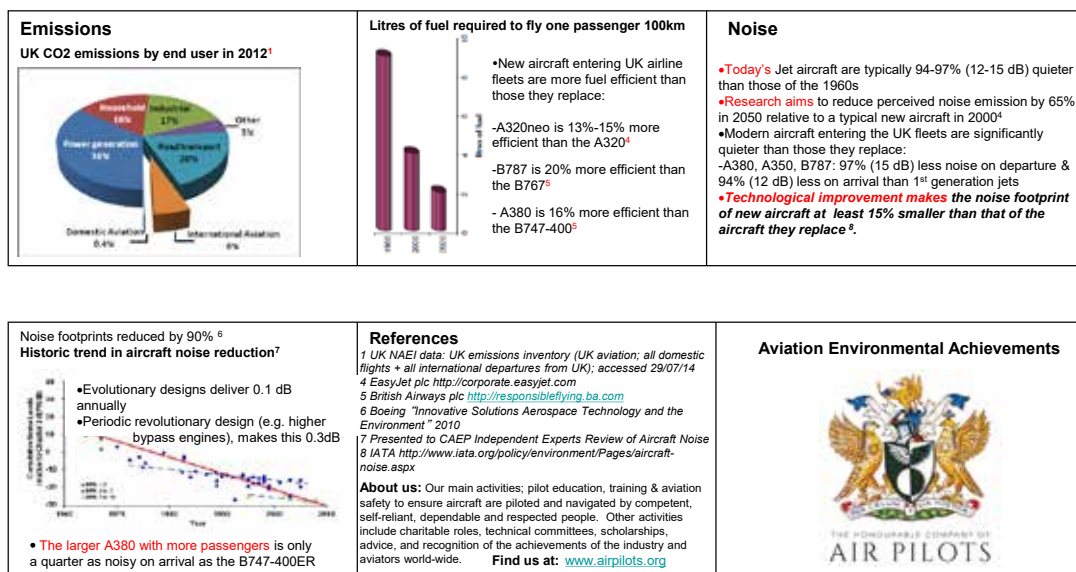 Emissions
UK CO2 emissions by end user in 2012¹
Household
16%
Industrial
17%
Other
5%
Power generation
Road transport
20%
Domestic Aviation
0.4%
International Aviation
6%
Litres of fuel required to fly one passenger 100km
•New aircraft entering UK airline
fleets are more fuel efficient than
those they replace:
-A320neo is 13%-15% more
efficient than the A320⁴
-B787 is 20% more efficient than
the B767⁵
- A380 is 16% more efficient than
the B747-400⁵
litres of fuel
1960
2000
2020
Noise
•Today's Jet aircraft are typically 94-97% (12-15 dB) quieter
than those of the 1960s
•Research aims to reduce perceived noise emission by 65%
in 2050 relative to a typical new aircraft in 2000⁴
•Modern aircraft entering the UK fleets are significantly
quieter than those they replace:
-A380, A350, B787: 97% (15 dB) less noise on departure &
94% (12 dB) less on arrival than 1st generation jets
•Technological improvement makes the noise footprint
of new aircraft at least 15% smaller than that of the
aircraft they replace ⁸.
Noise footprints reduced by 90% ⁶
Historic trend in aircraft noise reduction⁷
•Evolutionary designs deliver 0.1 dB
annually
•Periodic revolutionary design (e.g. higher
bypass engines), makes this 0.3dB
Year
• The larger A380 with more passengers is only
a quarter as noisy on arrival as the B747-400ER
References
1 UK NAEI data: UK emissions inventory (UK aviation; all domestic
flights + all international departures from UK); accessed 29/07/14
4 EasyJet plc http://corporate.easyjet.com
5 British Airways plc http://responsibleflying.ba.com
6 Boeing "Innovative Solutions Aerospace Technology and the
Environment" 2010
7 Presented to CAEP Independent Experts Review of Aircraft Noise
8 IATA http://www.iata.org/policy/environment/Pages/aircraft-
noise.aspx
About us: Our main activities; pilot education, training & aviation
safety to ensure aircraft are piloted and navigated by competent,
self-reliant, dependable and respected people. Other activities
include charitable roles, technical committees, scholarships,
advice, and recognition of the achievements of the industry and
aviators world-wide. Find us at: www.airpilots.org
Aviation Environmental Achievements
THE HONOURABLE COMPANY OF
AIR PILOTS